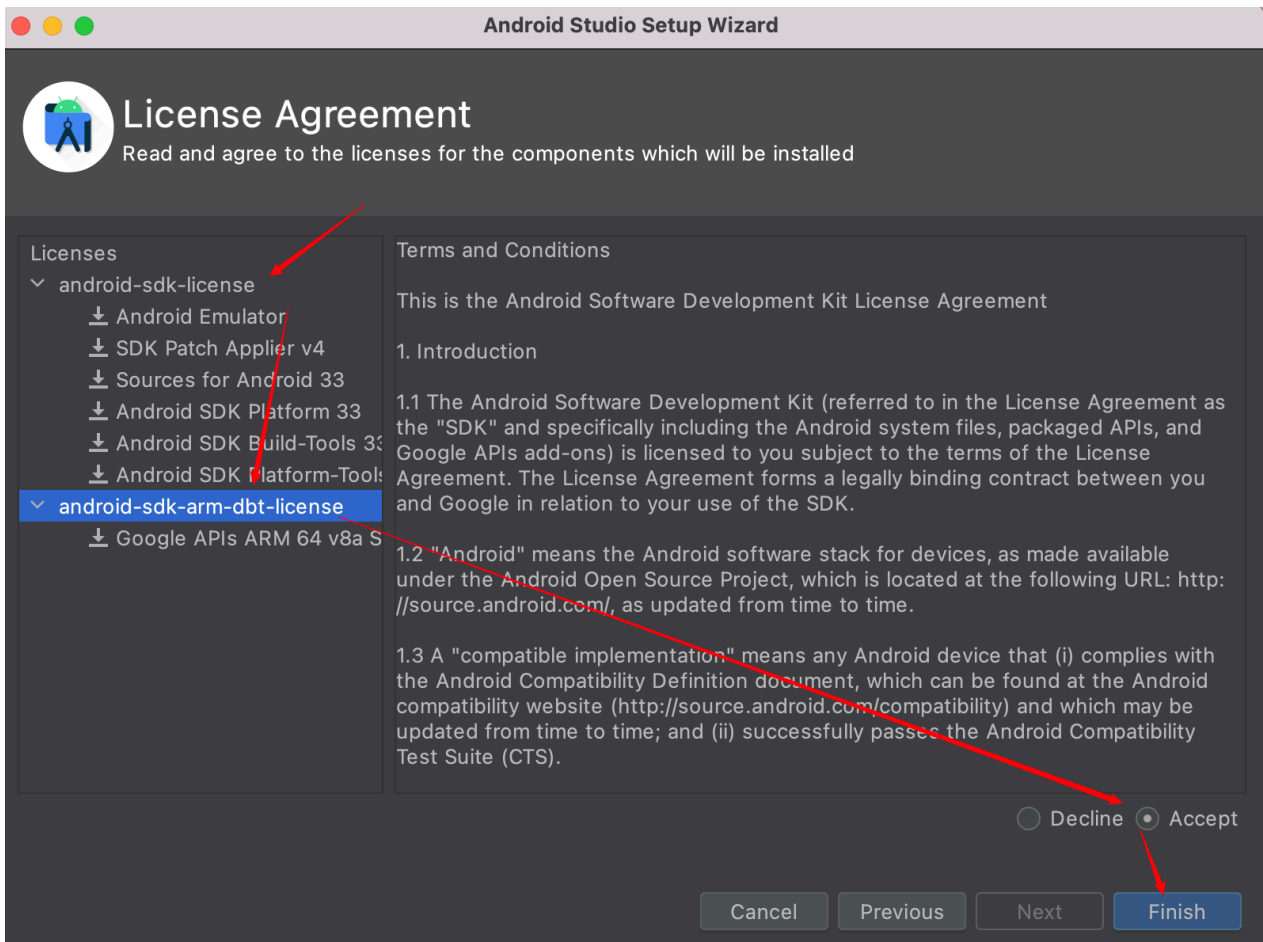 Android Studio Setup Wizard
License Agreement
Read and agree to the licenses for the components which will be installed
Licenses
android-sdk-license
Android Emulator
SDK Patch Applier v4
Sources for Android 33
Android SDK Platform 33
Android SDK Build-Tools 33
Android SDK Platform-Tools
android-sdk-arm-dbt-license
Google APIs ARM 64 v8a S
Terms and Conditions
This is the Android Software Development Kit License Agreement
1. Introduction
1.1 The Android Software Development Kit (referred to in the License Agreement as
the "SDK" and specifically including the Android system files, packaged APIs, and
Google APIs add-ons) is licensed to you subject to the terms of the License
Agreement. The License Agreement forms a legally binding contract between you
and Google in relation to your use of the SDK.
1.2 "Android" means the Android software stack for devices, as made available
under the Android Open Source Project, which is located at the following URL: http:
//source.android.com/, as updated from time to time.
1.3 A "compatible implementation" means any Android device that (i) complies with
the Android Compatibility Definition document, which can be found at the Android
compatibility website (http://source.android.com/compatibility) and which may be
updated from time to time; and (ii) successfully passes the Android Compatibility
Test Suite (CTS).
Decline
Accept
Cancel
Previous
Next
Finish